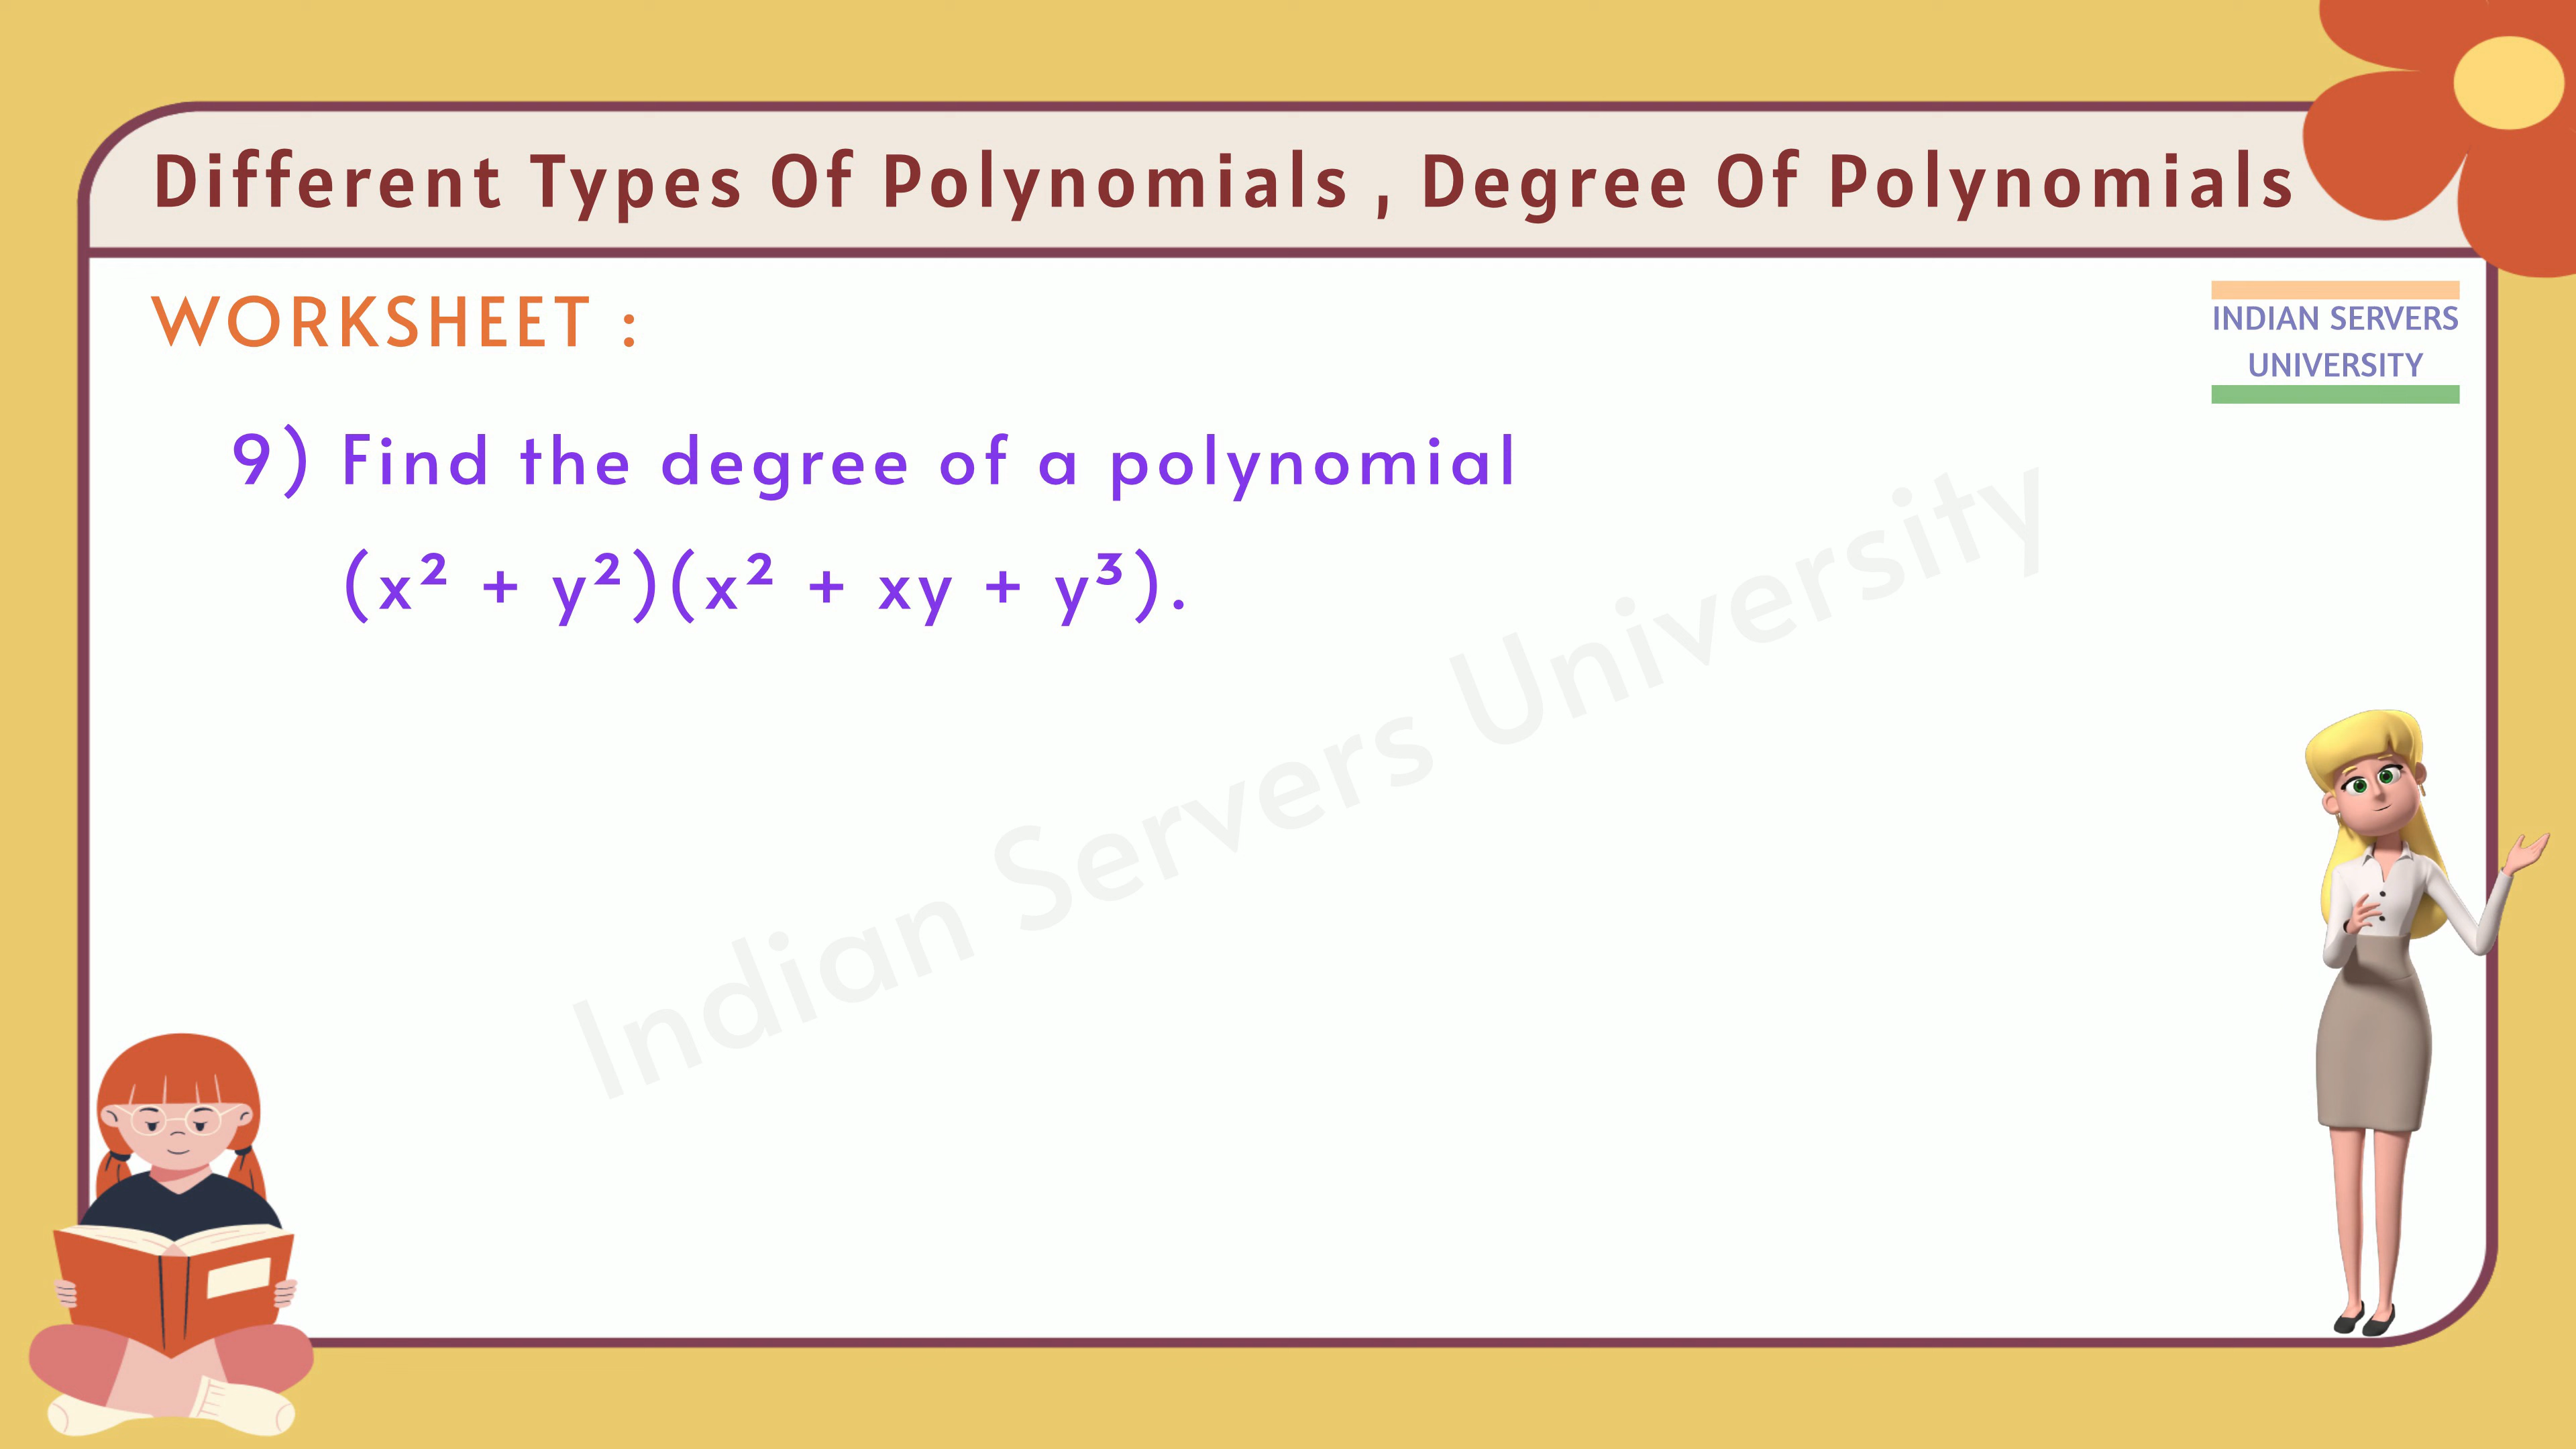 Different Types Of Polynomials , Degree Of Polynomials
WORKSHEET :
INDIAN SERVERS
UNIVERSITY
9) Find the degree of a polynomial
(x² + y²)(x² + xy + y³).
Indian Servers University